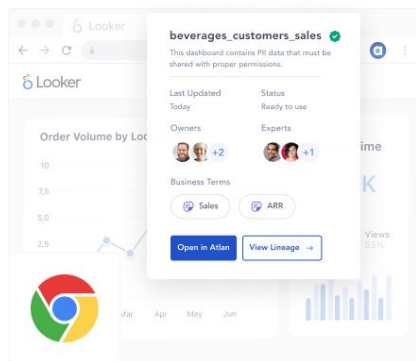 Looker
Looker
beverages_customers_sales
This dashboard contains PII data that must be
shared with proper permissions.
Last Updated
Status
Today
Ready to use
Owners
Experts
+2
+1
Business Terms
Sales
ARR
Open in Atlan
View Lineage →
Order Volume by Loo
10
7,5
5,0
2,5
Mar
Apr
May
Jun
ime
K
Views
53%